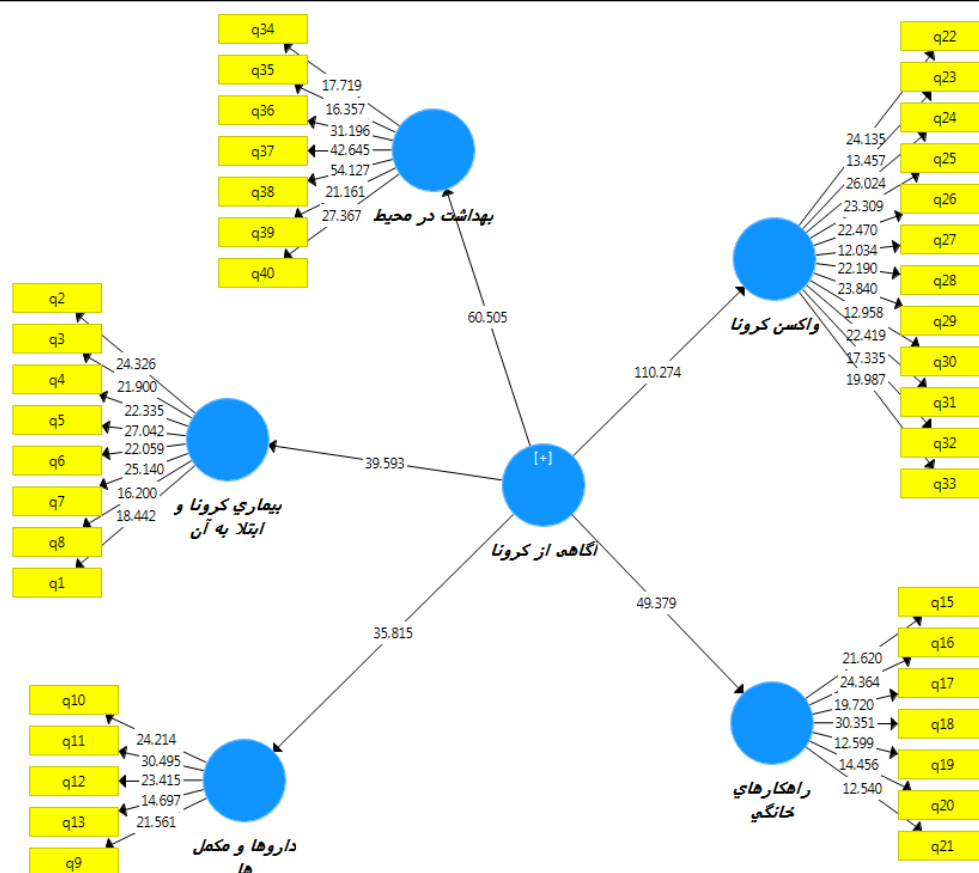 q34
q35
q36
q37
q38
q39
q40
17.719
16.357
31.196
42.645
54.127
21.161
27.367
بهداشت در محیط
q22
q23
q24
q25
q26
q27
q28
q29
q30
q31
q32
q33
24.135
13.457
26.024
23.309
22.470
12.034
22.190
23.840
12.958
22.419
17.335
19.987
واكسن كرونا
60.505
110.274
q2
q3
q4
q5
q6
q7
q8
q1
24.326
21.900
22.335
27.042
22.059
25.140
16.200
18.442
بيماري كرونا و
ابتلا به آن
39.593
[+]
آگاهی از کرونا
35.815
49.379
q10
q11
q12
q13
q9
24.214
30.495
23.415
14.697
21.561
داروها و مكمل
ها
q15
q16
q17
q18
q19
q20
q21
21.620
24.364
19.720
30.351
12.599
14.456
12.540
راهكارهاي
خانگي